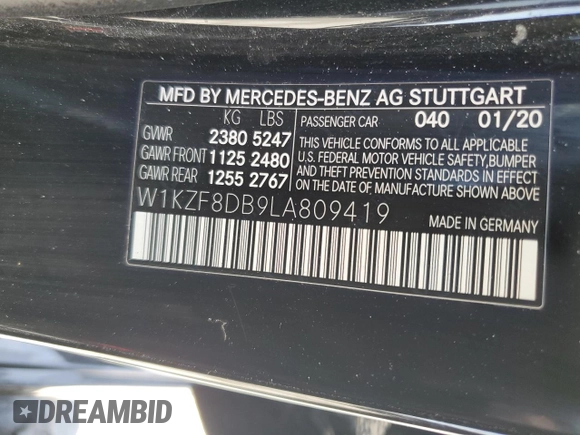 MFD BY MERCEDES-BENZ AG STUTTGART
KG LBS PASSENGER CAR 040 01/20
GVWR 2380 5247
GAWR FRONT 1125 2480
GAWR REAR 1255 2767
THIS VEHICLE CONFORMS TO ALL APPLICABLE
U.S. FEDERAL MOTOR VEHICLE SAFETY, BUMPER
AND THEFT PREVENTION STANDARDS IN EFFECT
ON THE DATE OF MANUFACTURE SHOWN ABOVE.
W1KZF8DB9LA809419
MADE IN GERMANY
DREAMBID